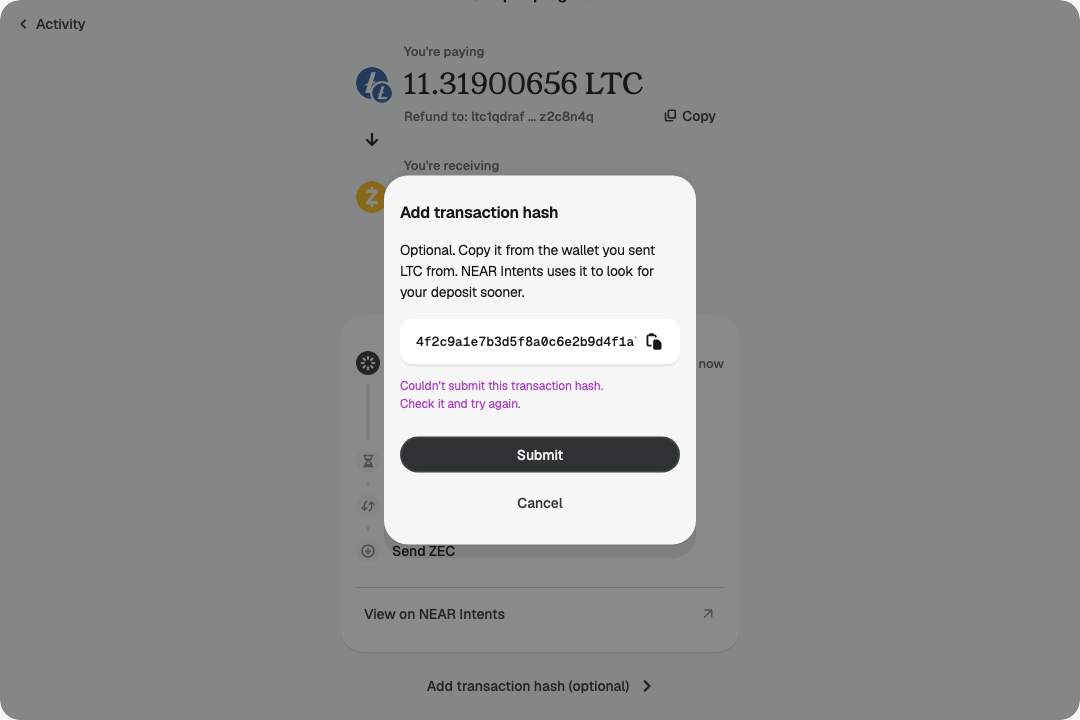 Activity
You're paying
11.31900656 LTC
Refund to: ltc1qdraf ... z2c8n4q
Copy
You're receiving
Add transaction hash
Optional. Copy it from the wallet you sent
LTC from. NEAR Intents uses it to look for
your deposit sooner.
4f2c9a1e7b3d5f8a0c6e2b9d4f1a
now
Couldn't submit this transaction hash.
Check it and try again.
Submit
Cancel
Send ZEC
View on NEAR Intents
Add transaction hash (optional)